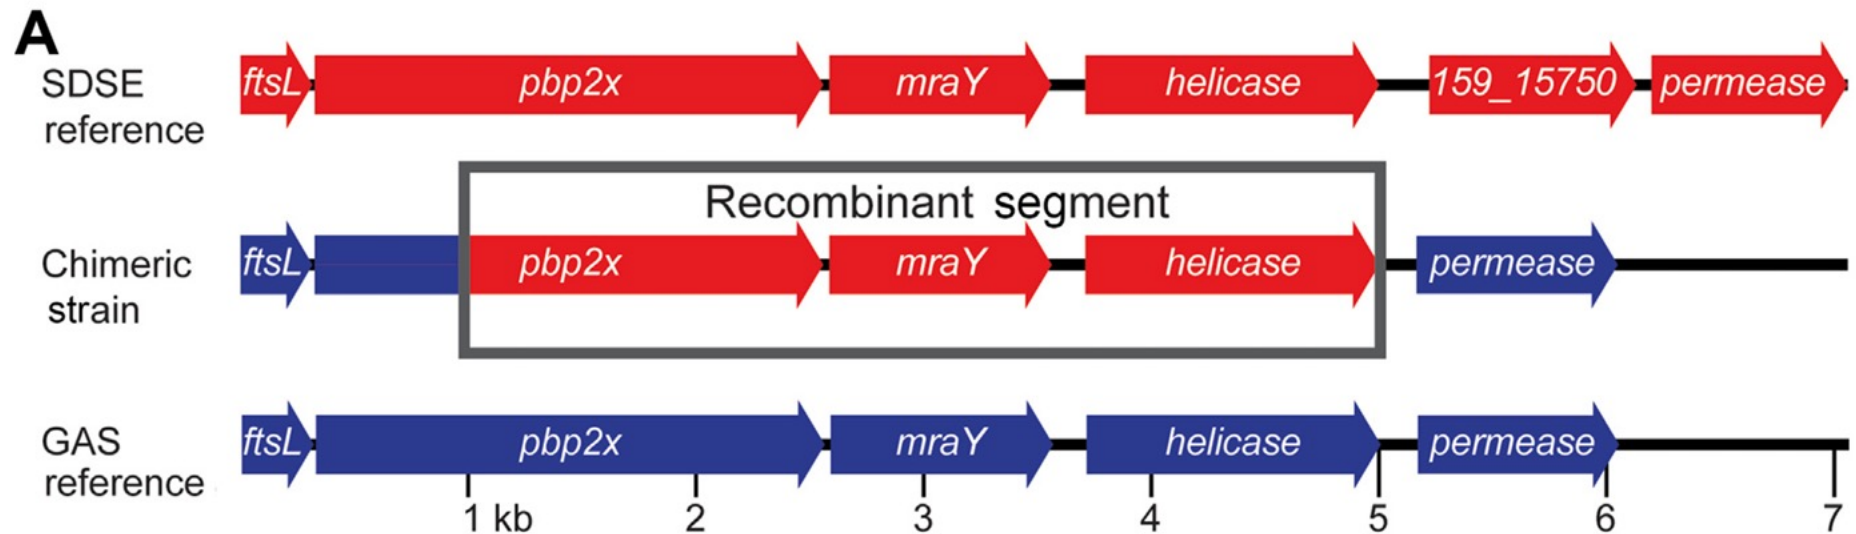 A
SDSE
reference
ftsL pbp2x mraY helicase 159_15750 permease
Recombinant segment
Chimeric
strain
ftsL pbp2x mraY helicase permease
GAS
reference
ftsL pbp2x mraY helicase permease
1 kb 2 3 4 5 6 7